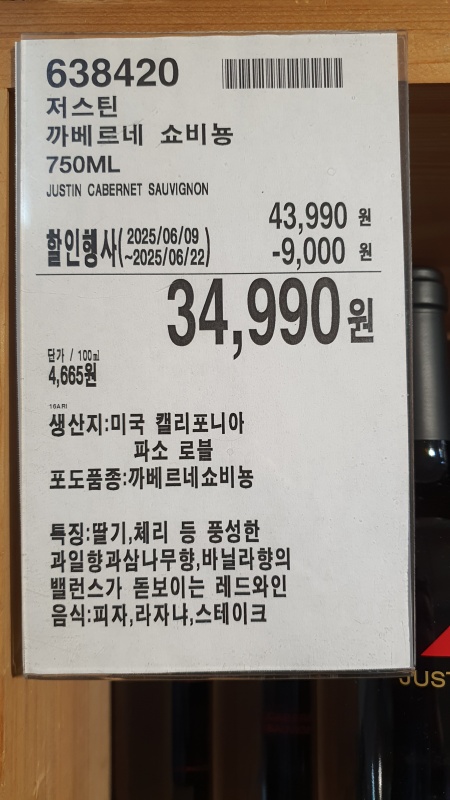 638420
저스틴
까베르네 쇼비뇽
750ML
JUSTIN CABERNET SAUVIGNON
43,990 원
할인행사( 2025/06/09 ~2025/06/22) -9,000 원
34,990원
단가 / 100㎖
4,665원
16ARI
생산지:미국 캘리포니아
파소 로블
포도품종:까베르네쇼비뇽
특징:딸기,체리 등 풍성한
과일향과삼나무향,바닐라향의
밸런스가 돋보이는 레드와인
음식:피자,라자냐,스테이크
JUST